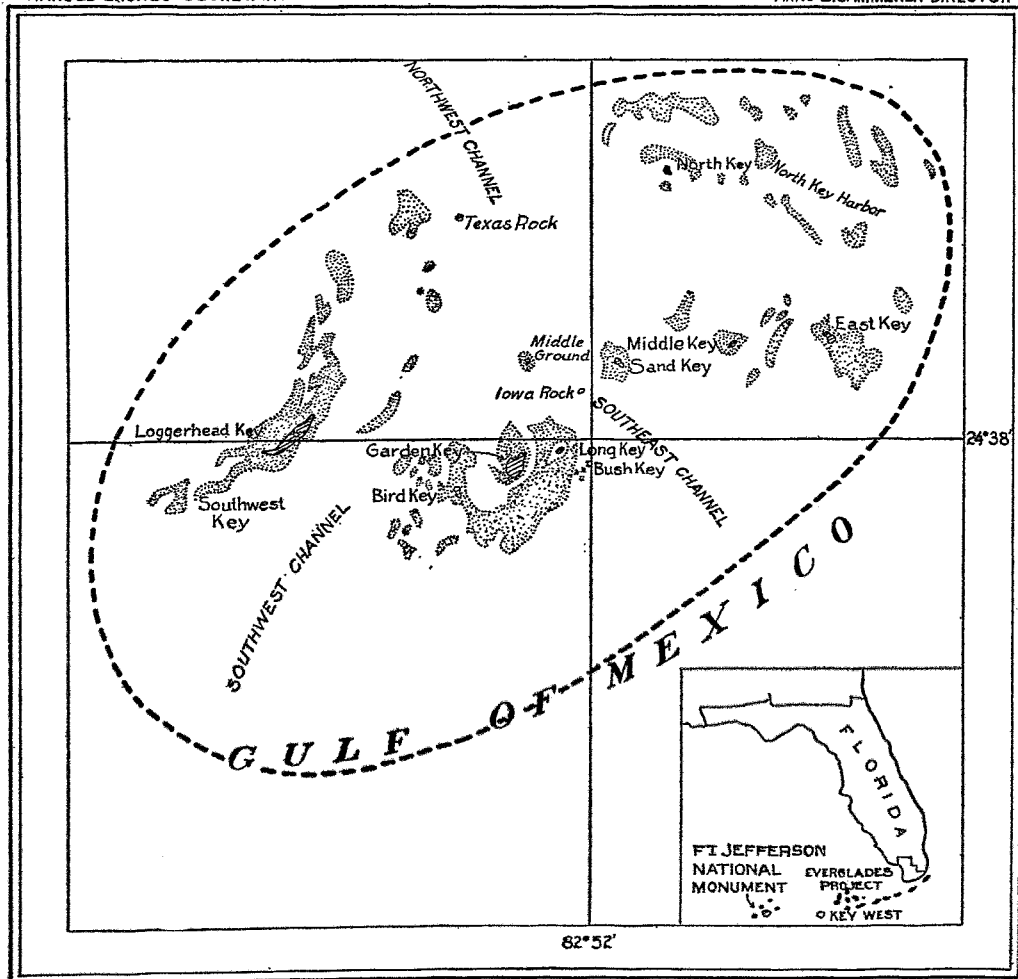 NORTHWEST CHANNEL
North Key
North Key Harbor
Texas Rock
East Key
Middle Ground
Middle Key
Sand Key
Iowa Rock
SOUTHEAST CHANNEL
Loggerhead Key
24°38'
Garden Key
Long Key
Bush Key
Bird Key
Southwest
Key
SOUTHWEST CHANNEL
GULF OF MEXICO
FLORIDA
FT JEFFERSON
NATIONAL
MONUMENT
EVERGLADES
PROJECT
KEY WEST
82°52'